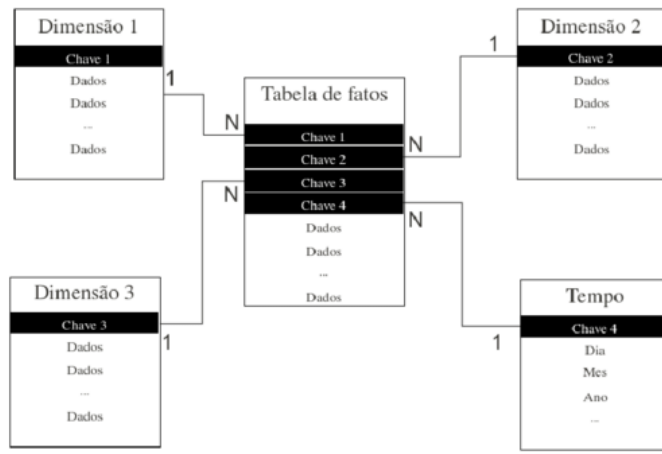 Dimensão 1
Chave 1
Dados
Dados
...
Dados
1
N
Tabela de fatos
Chave 1
Chave 2
Chave 3
Chave 4
Dados
Dados
...
Dados
N
N
N
Dimensão 2
Chave 2
Dados
Dados
...
Dados
1
Dimensão 3
Chave 3
Dados
Dados
...
Dados
1
Tempo
Chave 4
Dia
Mes
Ano
...
1